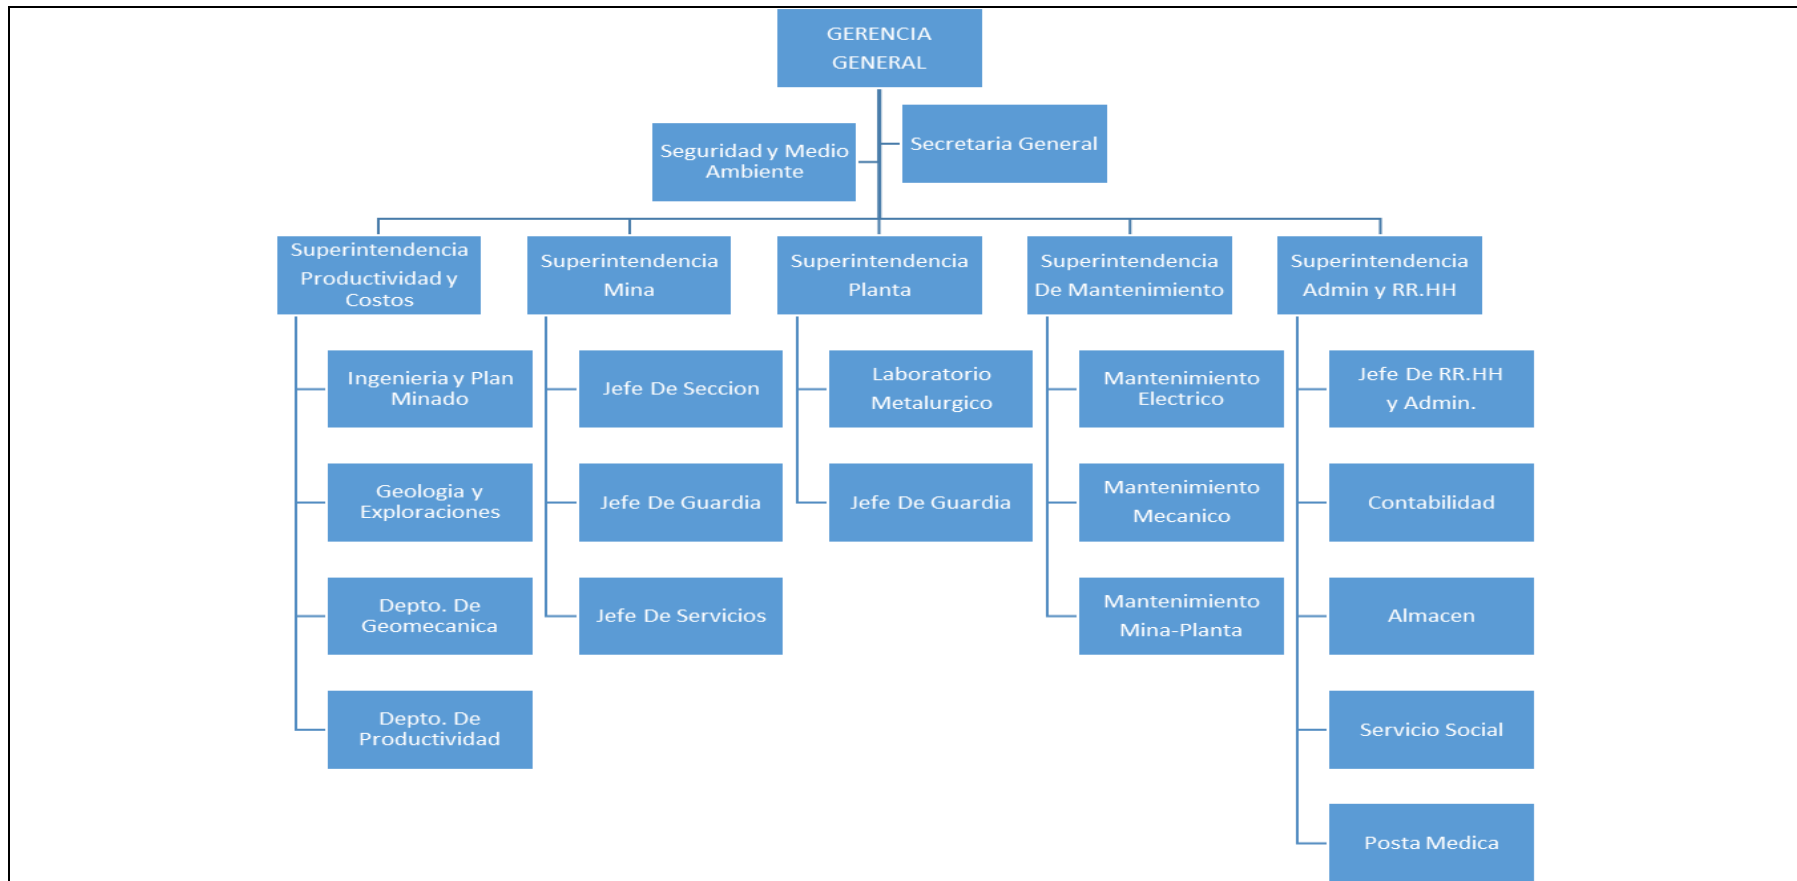 GERENCIA
GENERAL
Secretaria General
Seguridad y Medio
Ambiente
Superintendencia
Productividad y
Costos
Superintendencia
Mina
Superintendencia
Planta
Superintendencia
De Mantenimiento
Superintendencia
Admin y RR.HH
Ingenieria y Plan
Minado
Geologia y
Exploraciones
Depto. De
Geomecanica
Depto. De
Productividad
Jefe De Seccion
Jefe De Guardia
Jefe De Servicios
Laboratorio
Metalurgico
Jefe De Guardia
Mantenimiento
Electrico
Mantenimiento
Mecanico
Mantenimiento
Mina-Planta
Jefe De RR.HH
y Admin.
Contabilidad
Almacen
Servicio Social
Posta Medica